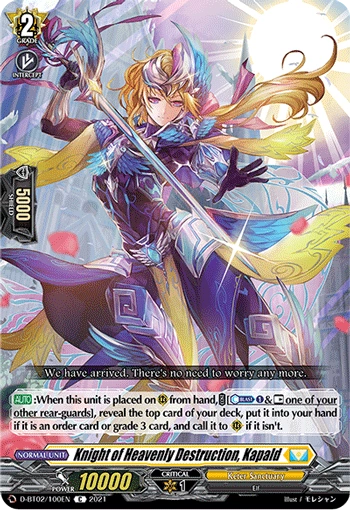 2
GRADE
INTERCEPT
5000
SHIELD
We have arrived. There's no need to worry any more.
AUTO :When this unit is placed on R from hand, COST [COUNTER BLAST 1 & one of your
other rear-guards], reveal the top card of your deck, put it into your hand
if it is an order card or grade 3 card, and call it to R if it isn't.
NORMAL UNIT
Knight of Heavenly Destruction, Kapald
POWER 10000
CRITICAL
1
Keter Sanctuary
Elf
D-BT02/100EN C 2021
Illust / モレシャン